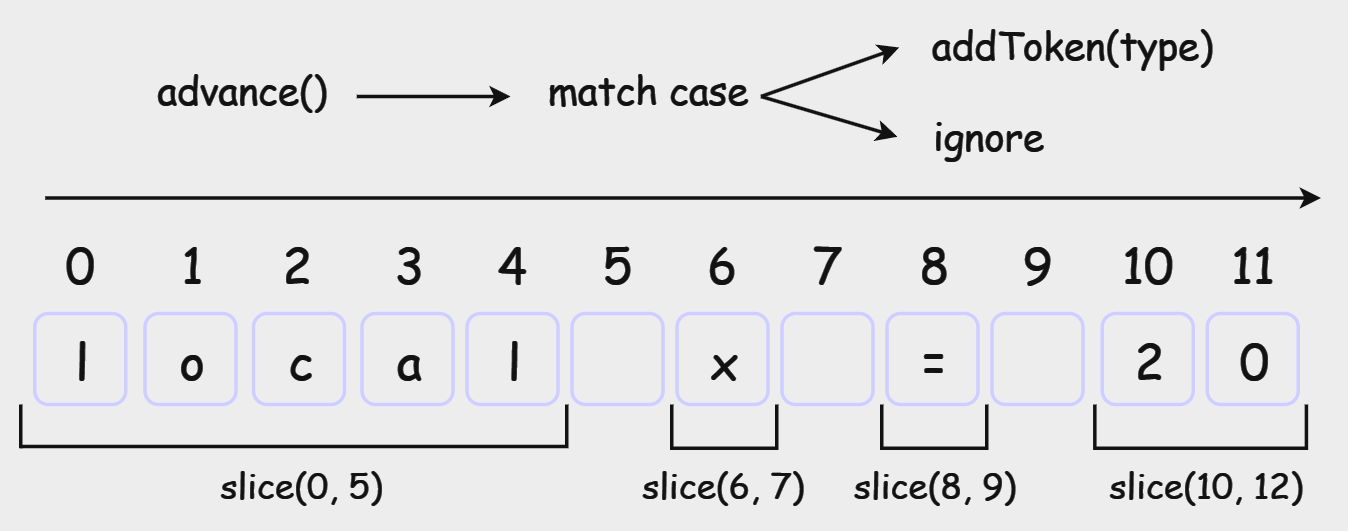 addToken(type)
advance() match case
ignore
0 1 2 3 4 5 6 7 8 9 10 11
l o c a l x = 2 0
slice(0, 5) slice(6, 7) slice(8, 9) slice(10, 12)